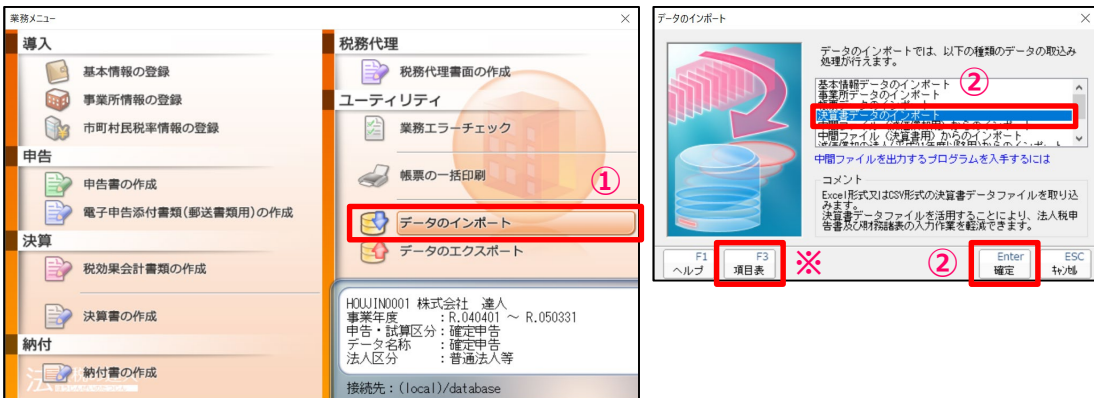 業務メニュー
導入
基本情報の登録
事業所情報の登録
市町村民税率情報の登録
申告
申告書の作成
電子申告添付書類(郵送書類用)の作成
決算
税効果会計書類の作成
決算書の作成
納付
納付書の作成
税務代理
税務代理書面の作成
ユーティリティ
業務エラーチェック
帳票の一括印刷
①
データのインポート
データのエクスポート
HOUJIN0001 株式会社 達人
事業年度 :R.040401 ~ R.050331
申告・試算区分:確定申告
データ名称 :確定申告
法人区分 :普通法人等
接続先:(local)/database
データのインポート
データのインポートでは、以下の種類のデータの取込み
処理が行えます。
②
基本情報データのインポート
事業所データのインポート
決算書データのインポート
中間ファイル(決算書用)からのインポート
中間ファイルを出力するプログラムを入手するには
コメント
Excel形式又はCSV形式の決算書データファイルを取り込
みます。
決算書データファイルを活用することにより、法人税申
告書及び財務諸表の入力作業を軽減できます。
F1
ヘルプ
F3
項目表
※
②
Enter
確定
ESC
キャンセル